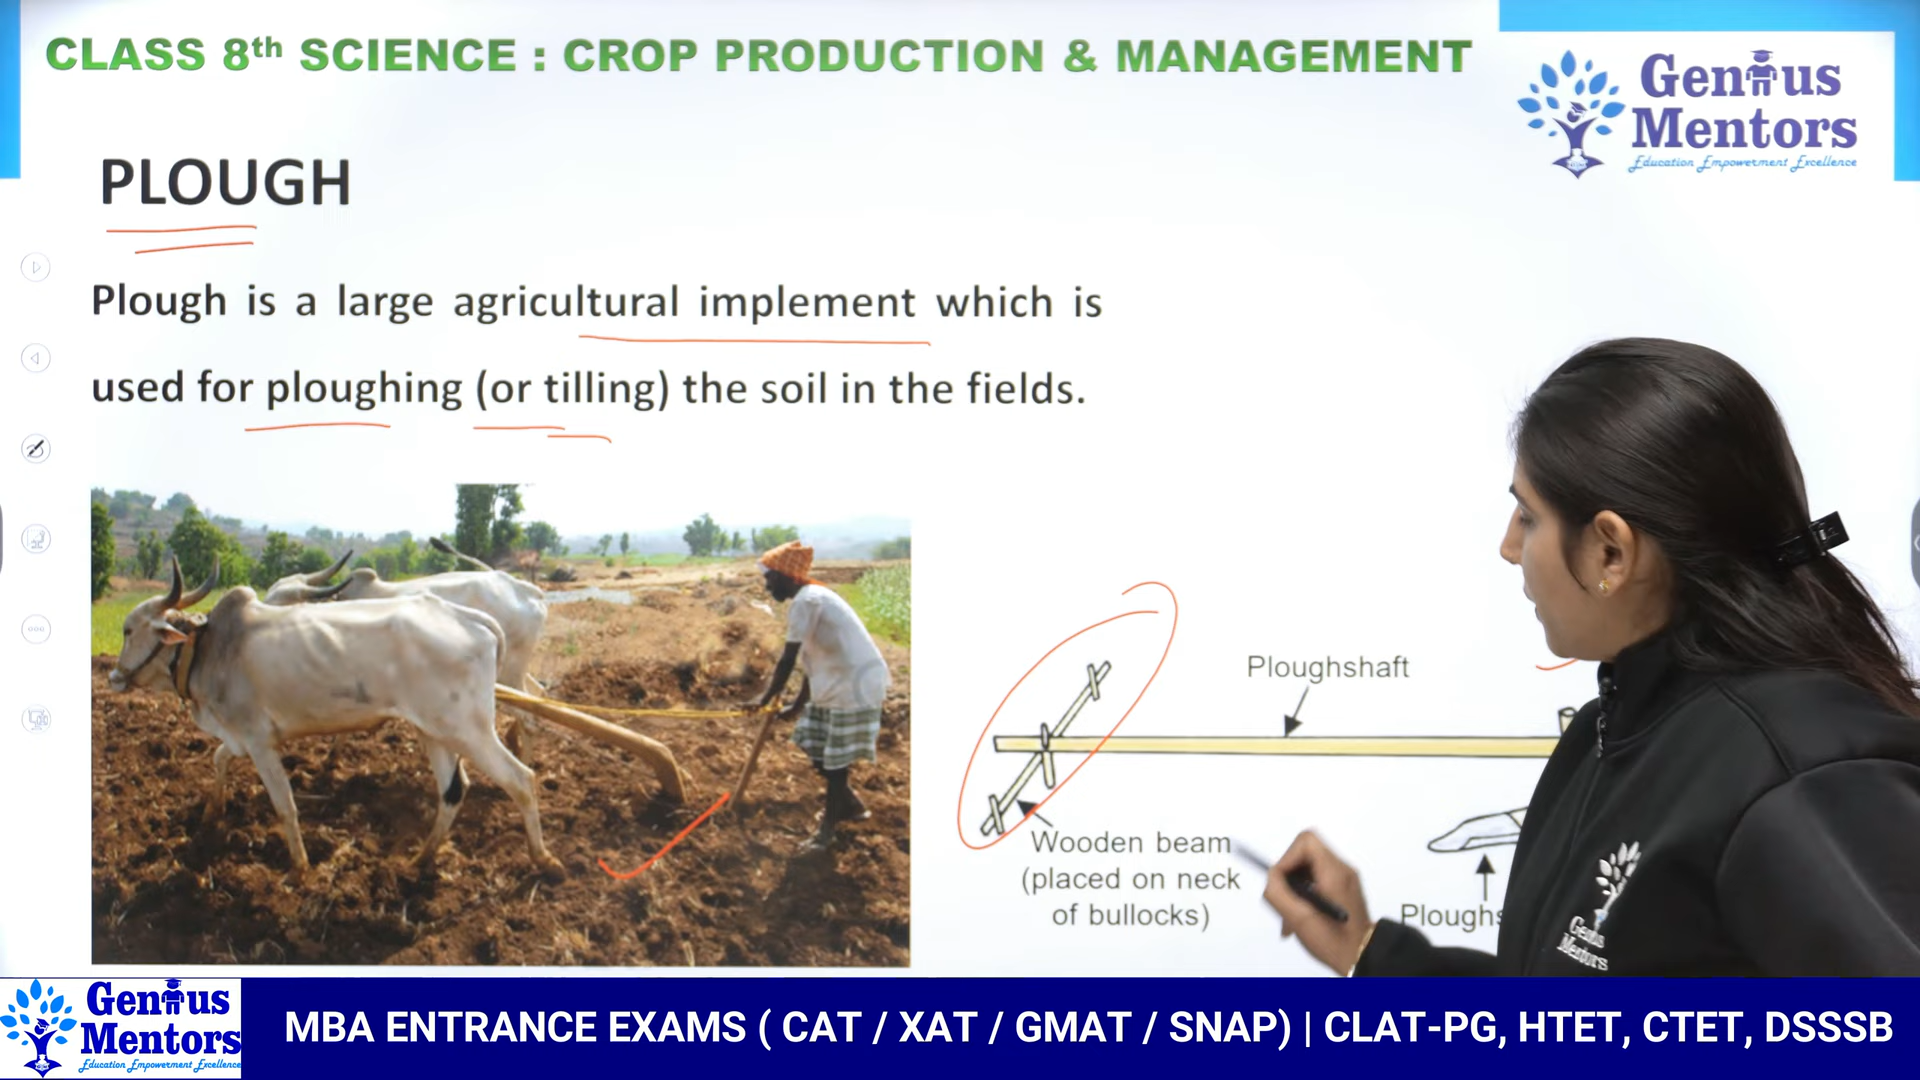 CLASS 8th SCIENCE : CROP PRODUCTION & MANAGEMENT
Genius
Mentors
Education Empowerment Excellence
PLOUGH
Plough is a large agricultural implement which is
used for ploughing (or tilling) the soil in the fields.
Ploughshaft
Wooden beam
(placed on neck
of bullocks)
Genius
Mentors
Genius
Mentors
Education Empowerment Excellence
MBA ENTRANCE EXAMS ( CAT / XAT / GMAT / SNAP) | CLAT-PG, HTET, CTET, DSSSB